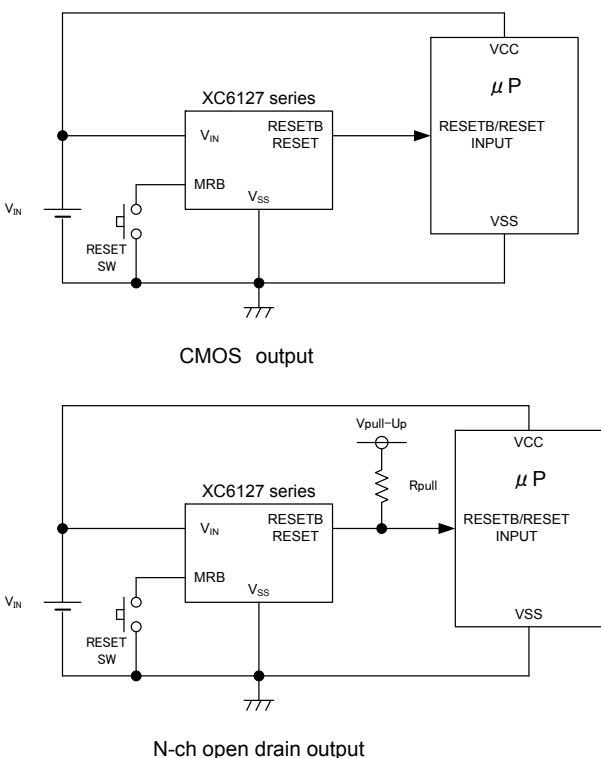 VCC
μ P
XC6127 series
VIN
RESETB
RESET
RESETB/RESET
INPUT
MRB
VSS
VIN
RESET
SW
VSS
CMOS output
Vpull-Up
Rpull
VCC
μ P
XC6127 series
VIN
RESETB
RESET
RESETB/RESET
INPUT
MRB
VSS
VIN
RESET
SW
VSS
N-ch open drain output